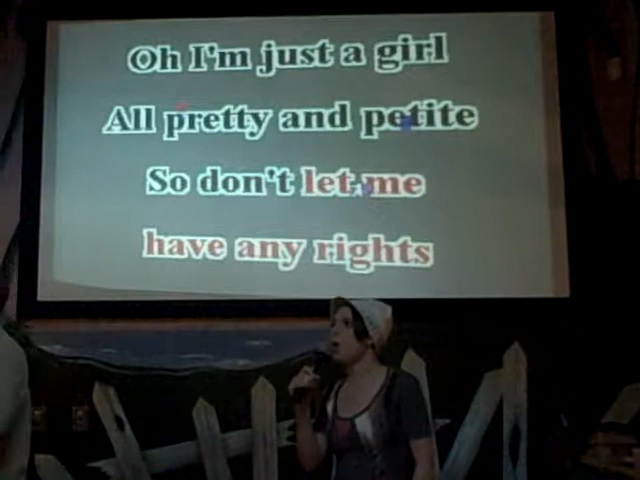 Oh I'm just a girl
All pretty and petite
So don't let me
have any rights